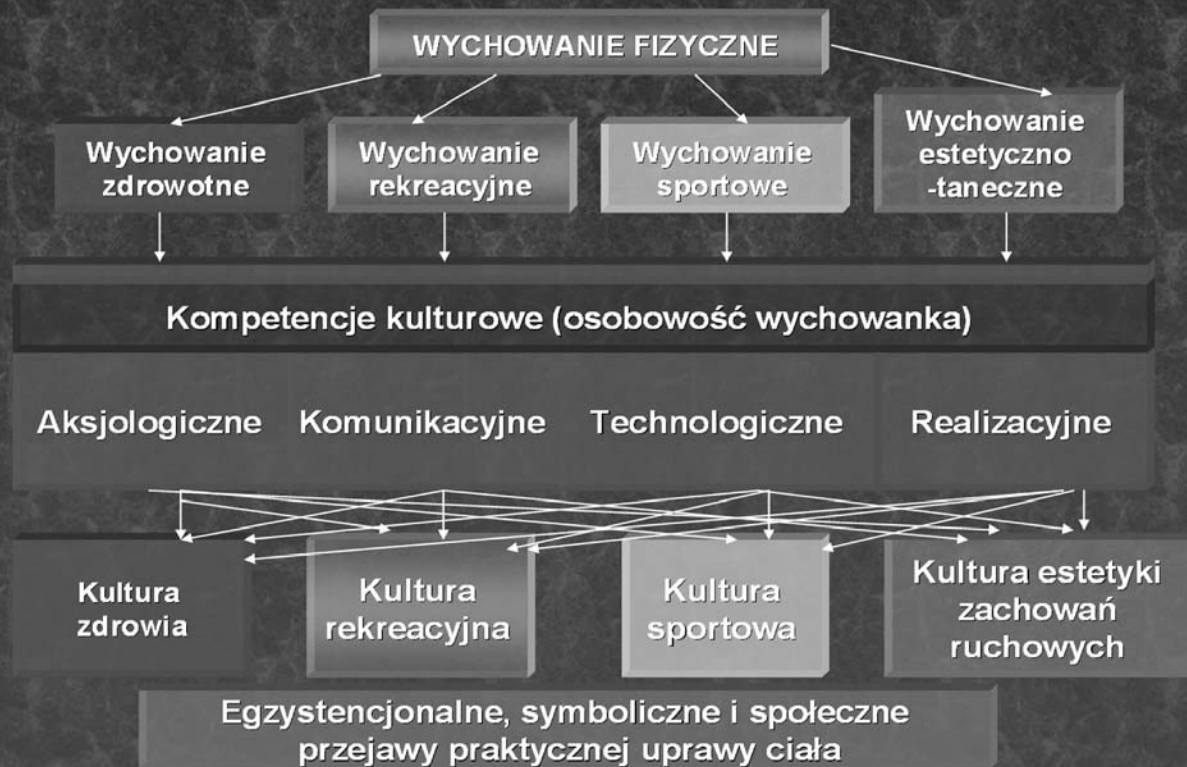 WYCHOWANIE FIZYCZNE
Wychowanie
zdrowotne
Wychowanie
rekreacyjne
Wychowanie
sportowe
Wychowanie
estetyczno
-taneczne
Kompetencje kulturowe (osobowość wychowanka)
Aksjologiczne
Komunikacyjne
Technologiczne
Realizacyjne
Kultura
zdrowia
Kultura
rekreacyjna
Kultura
sportowa
Kultura estetyki
zachowań
ruchowych
Egzystencjonalne, symboliczne i społeczne
przejawy praktycznej uprawy ciała